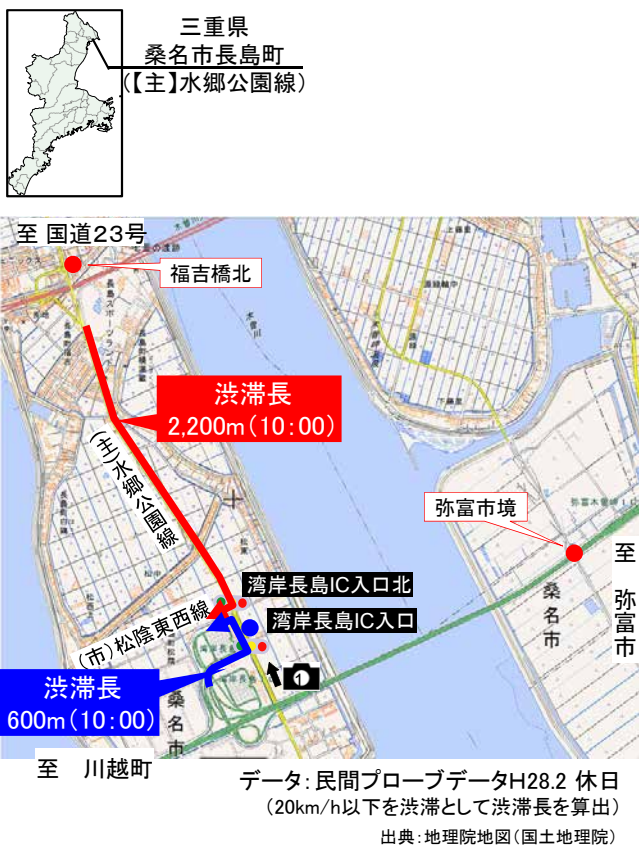 三重県
桑名市長島町
(【主】水郷公園線)
至 国道23号
福吉橋北
木曽川
渋滞長
2,200m(10:00)
(主)水郷公園線
弥富市境
至 弥富市
湾岸長島IC入口北
湾岸長島IC入口
(市)松陰東西線
桑名市
渋滞長
600m(10:00)
1
桑名市
至 川越町
データ:民間プローブデータH28.2 休日
(20km/h以下を渋滞として渋滞長を算出)
出典:地理院地図(国土地理院)